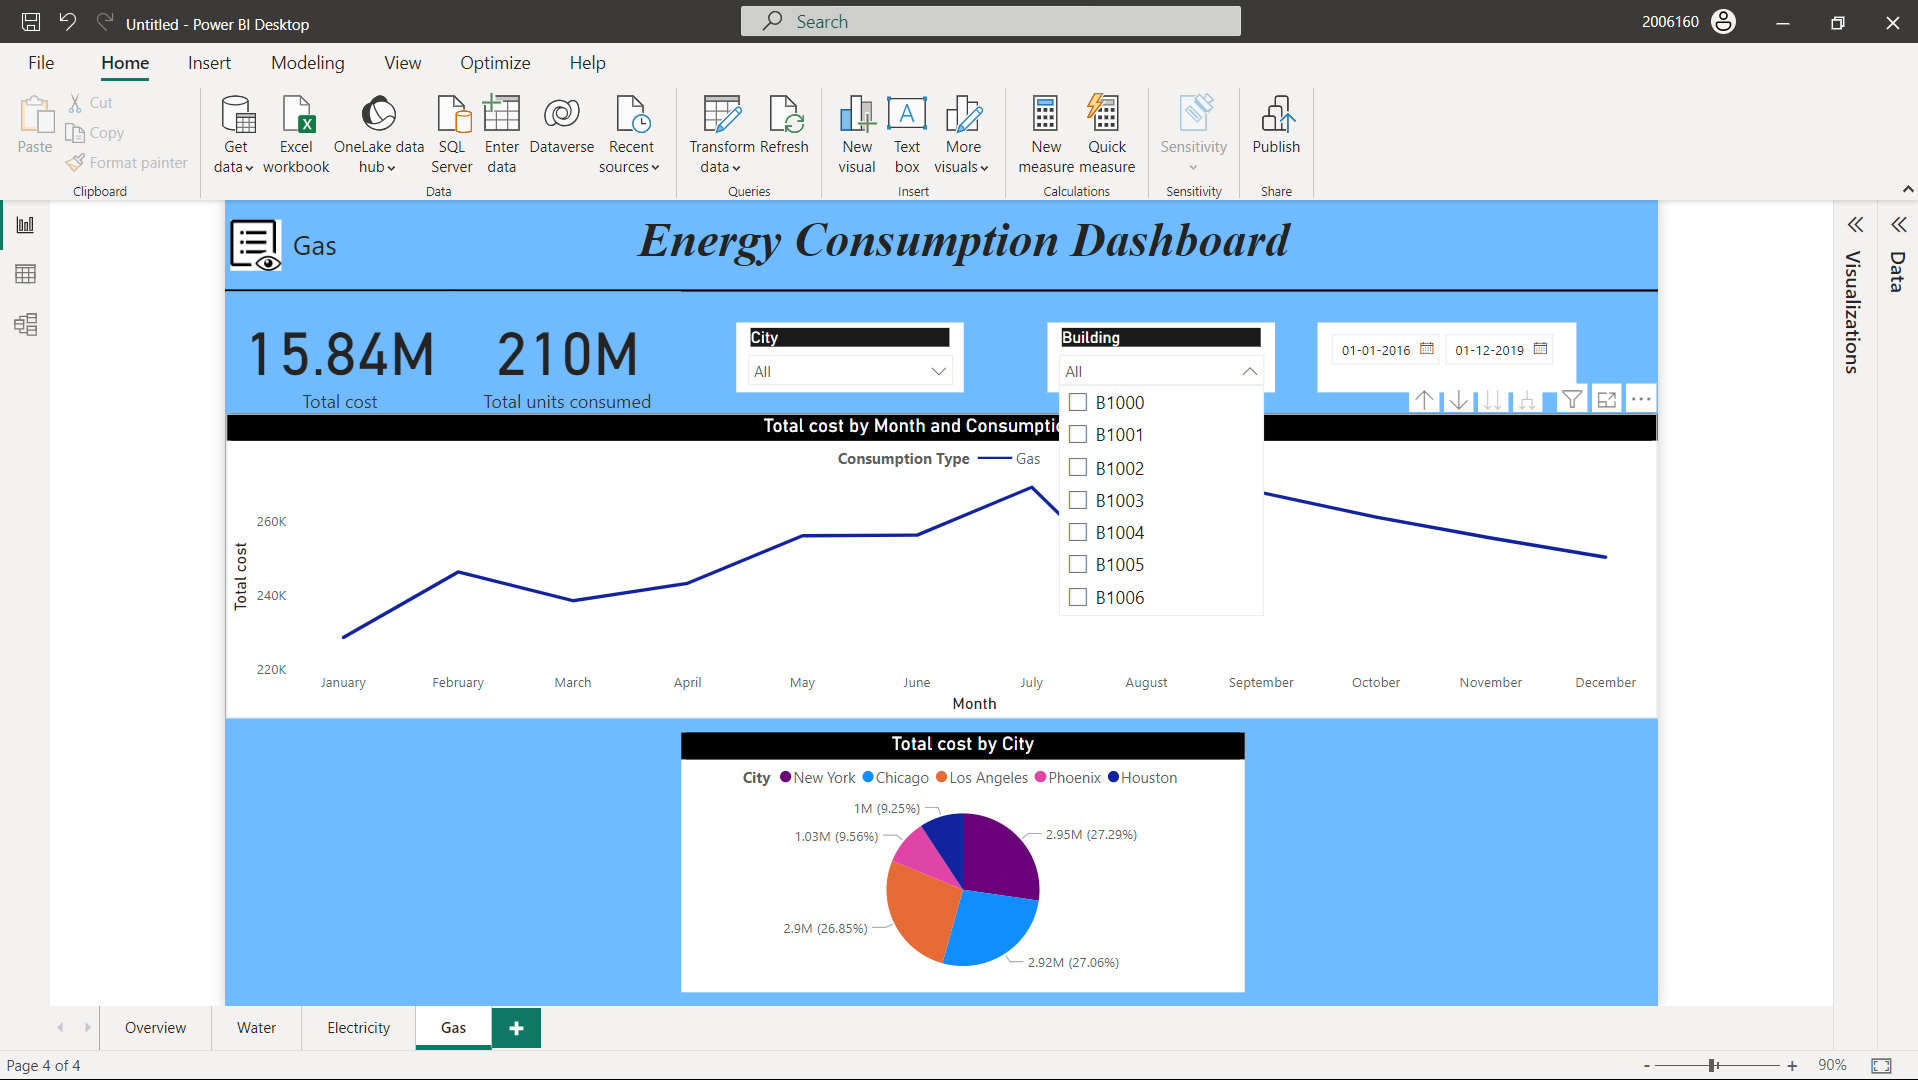 Untitled - Power BI Desktop
Search
2006160
File Home Insert Modeling View Optimize Help
Paste
Cut
Copy
Format painter
Clipboard
Get data
Excel workbook
OneLake data hub
SQL Server
Enter data
Dataverse
Recent sources
Data
Transform data
Refresh
Queries
New visual
Text box
More visuals
Insert
New measure
Quick measure
Calculations
Sensitivity
Sensitivity
Publish
Share
Gas
Energy Consumption Dashboard
15.84M
Total cost
210M
Total units consumed
City
All
Building
All
B1000
B1001
B1002
B1003
B1004
B1005
B1006
01-01-2016
01-12-2019
Total cost by Month and
Consumption Type Gas
Total cost
260K
240K
220K
January February March April May June July August September October November December
Month
Total cost by City
City New York Chicago Los Angeles Phoenix Houston
1M (9.25%)
1.03M (9.56%)
2.95M (27.29%)
2.9M (26.85%)
2.92M (27.06%)
Visualizations
Data
Overview Water Electricity Gas +
Page 4 of 4
- + 90%